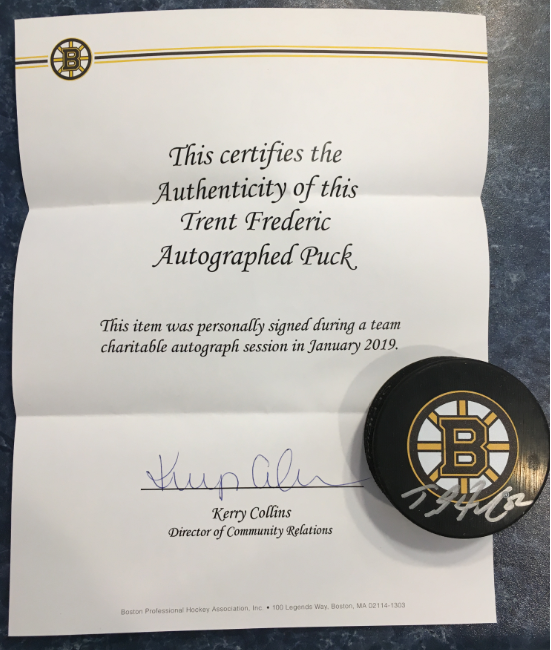 B
This certifies the
Authenticity of this
Trent Frederic
Autographed Puck
This item was personally signed during a team
charitable autograph session in January 2019.
Kerry Collins
Director of Community Relations
Boston Professional Hockey Association, Inc. • 100 Legends Way, Boston, MA 02114-1303
B